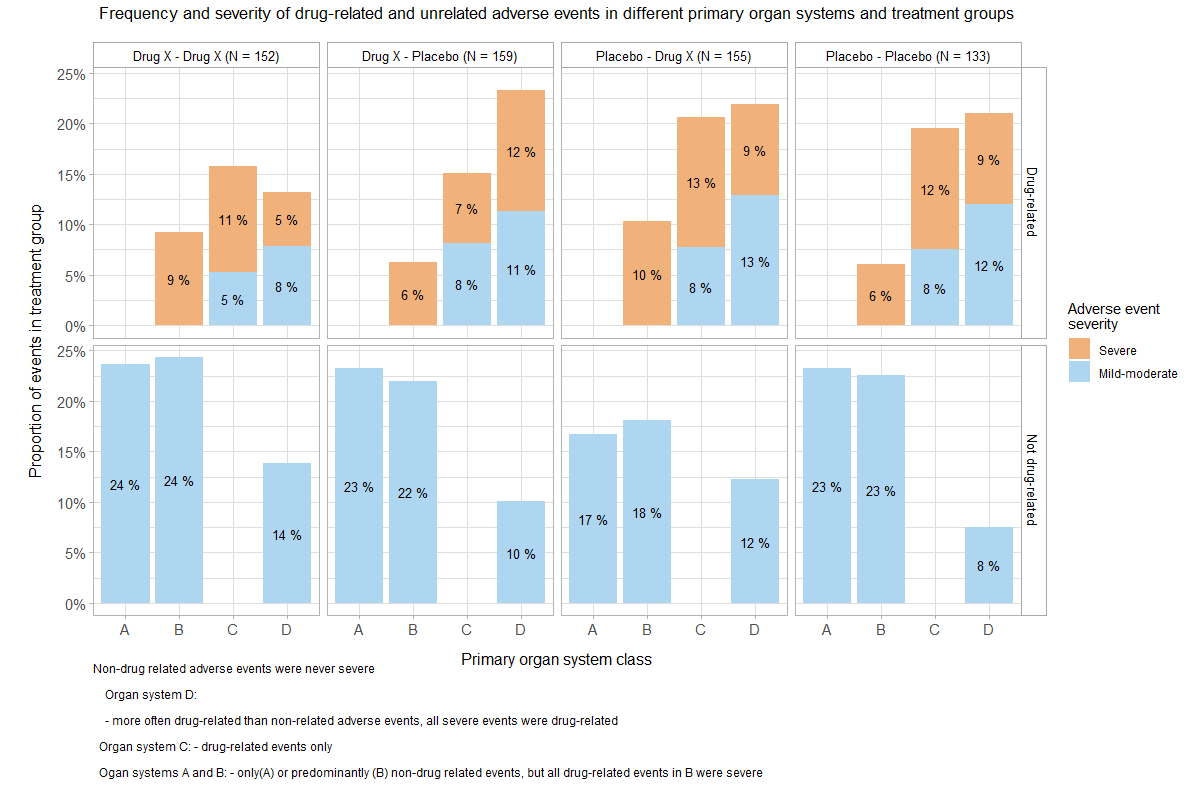 Frequency and severity of drug-related and unrelated adverse events in different primary organ systems and treatment groups
Drug X - Drug X (N = 152)
Drug X - Placebo (N = 159)
Placebo - Drug X (N = 155)
Placebo - Placebo (N = 133)
Proportion of events in treatment group
25%
20%
15%
10%
5%
0%
9 %
11 %
5 %
5 %
8 %
6 %
7 %
8 %
12 %
11 %
10 %
13 %
8 %
9 %
13 %
6 %
12 %
8 %
9 %
12 %
Drug-related
25%
20%
15%
10%
5%
0%
24 %
24 %
14 %
23 %
22 %
10 %
17 %
18 %
12 %
23 %
23 %
8 %
Not drug-related
A B C D
A B C D
A B C D
A B C D
Primary organ system class
Adverse event
severity
Severe
Mild-moderate
Non-drug related adverse events were never severe
Organ system D:
- more often drug-related than non-related adverse events, all severe events were drug-related
Organ system C: - drug-related events only
Ogan systems A and B: - only(A) or predominantly (B) non-drug related events, but all drug-related events in B were severe